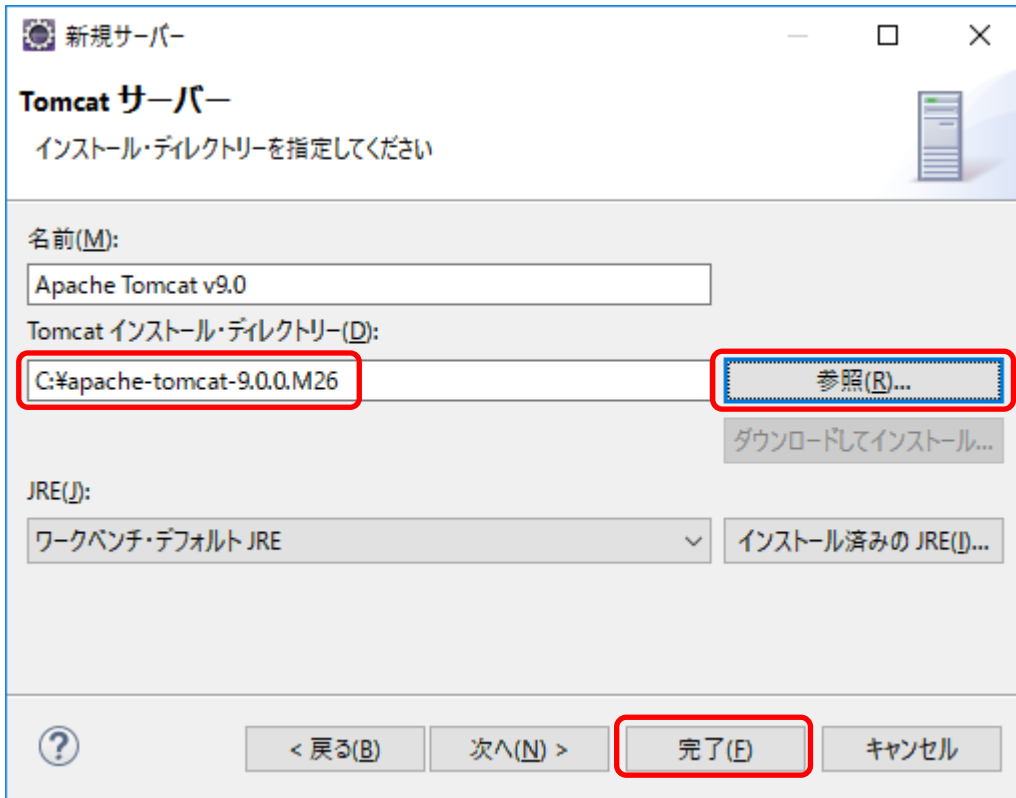 新規サーバー
Tomcat サーバー
インストール・ディレクトリーを指定してください
名前(M):
Apache Tomcat v9.0
Tomcat インストール・ディレクトリー(D):
C:¥apache-tomcat-9.0.0.M26
参照(R)...
ダウンロードしてインストール...
JRE(J):
ワークベンチ・デフォルト JRE
インストール済みの JRE(I)...
?
< 戻る(B)
次へ(N) >
完了(F)
キャンセル